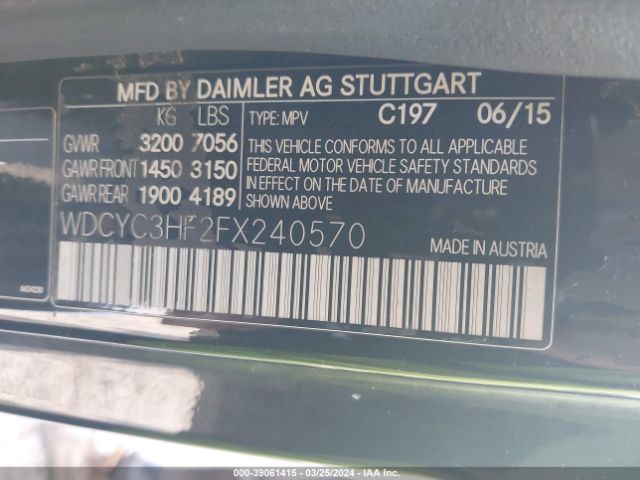 MFD BY DAIMLER AG STUTTGART
KG LBS
TYPE: MPV C197 06/15
GVWR 3200 7056
GAWR FRONT 1450 3150
GAWR REAR 1900 4189
THIS VEHICLE CONFORMS TO ALL APPLICABLE
FEDERAL MOTOR VEHICLE SAFETY STANDARDS
IN EFFECT ON THE DATE OF MANUFACTURE
SHOWN ABOVE
WDCYC3HF2FX240570
MADE IN AUSTRIA
000-39061415 - 03/25/2024 - IAAI.COM